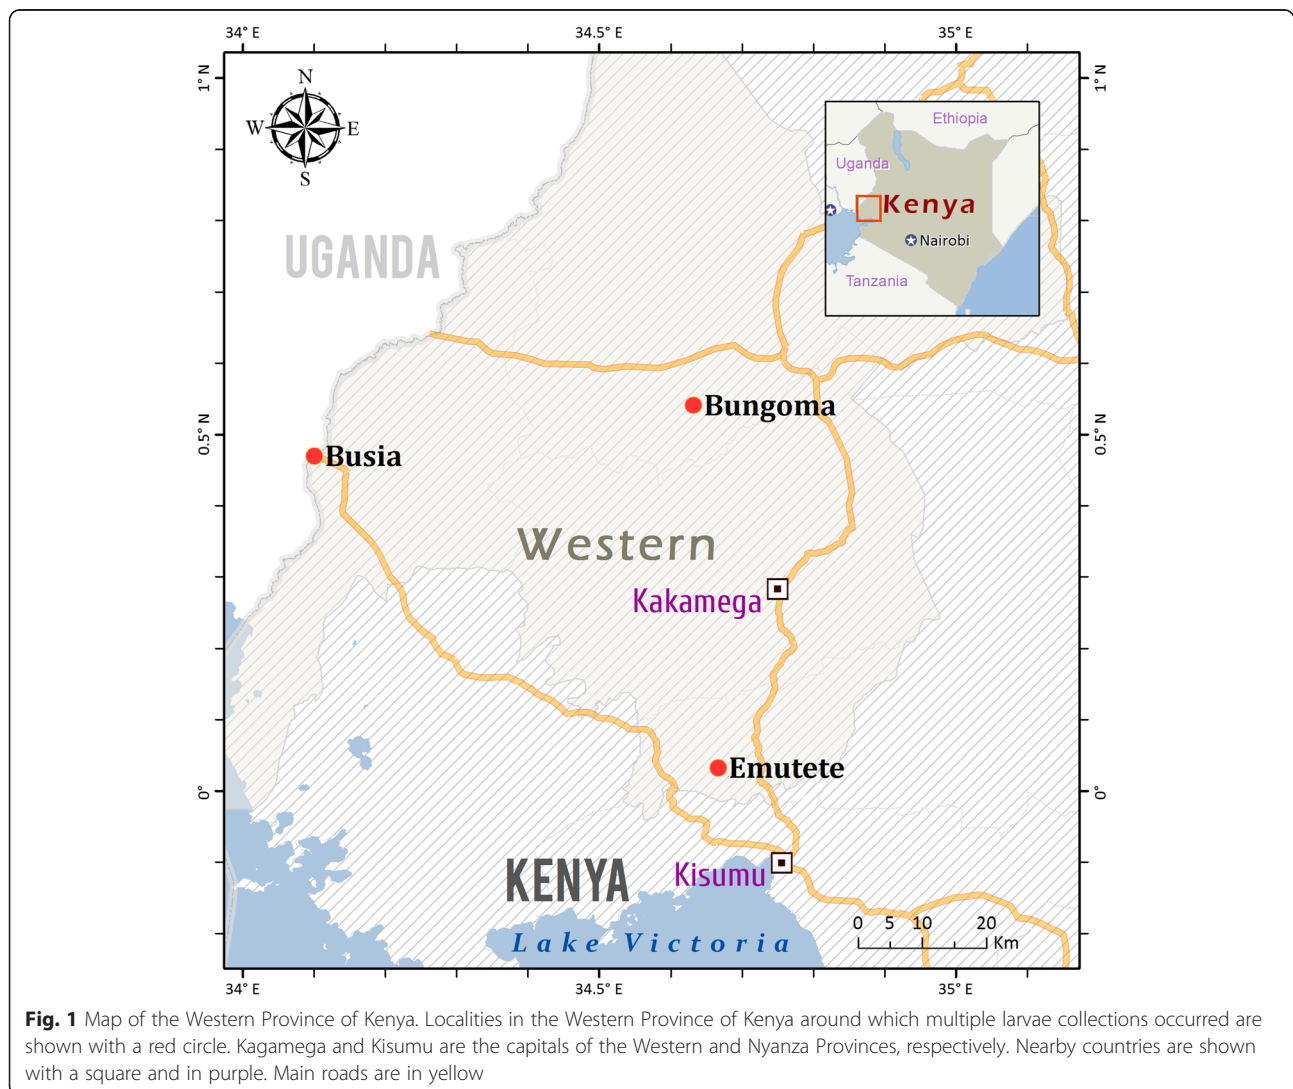 34° E 34.5° E 35° E
1° N 1° N
N
W E
S
Ethiopia
Uganda
Kenya
Nairobi
Tanzania
UGANDA
Bungoma
0.5° N 0.5° N
Busia
Western
Kakamega
Emutete
0° 0°
KENYA
Kisumu
0 5 10 20
Km
Lake Victoria
34° E 34.5° E 35° E
Fig. 1 Map of the Western Province of Kenya. Localities in the Western Province of Kenya around which multiple larvae collections occurred are
shown with a red circle. Kagamega and Kisumu are the capitals of the Western and Nyanza Provinces, respectively. Nearby countries are shown
with a square and in purple. Main roads are in yellow